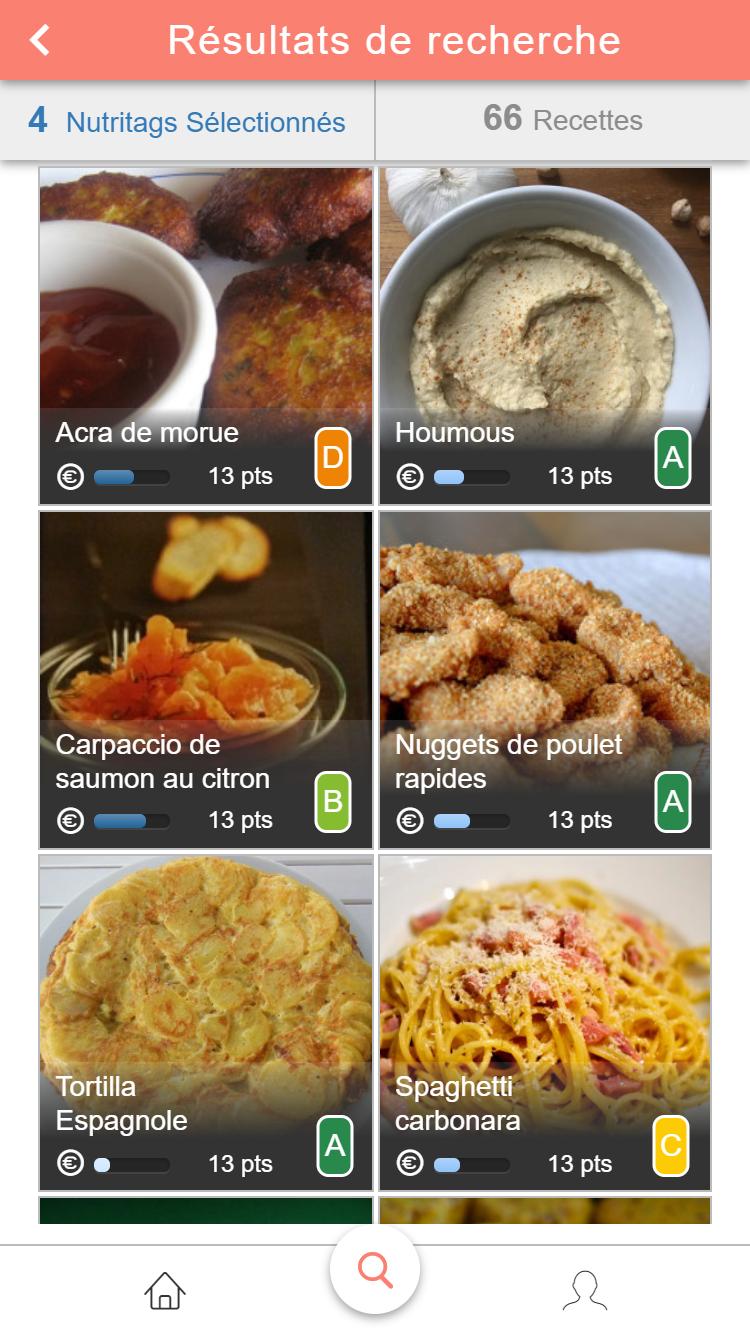 Résultats de recherche
4 Nutritags Sélectionnés
66 Recettes
Acra de morue
€ 13 pts
D
Houmous
€ 13 pts
A
Carpaccio de
saumon au citron
€ 13 pts
B
Nuggets de poulet
rapides
€ 13 pts
A
Tortilla
Espagnole
€ 13 pts
A
Spaghetti
carbonara
€ 13 pts
C